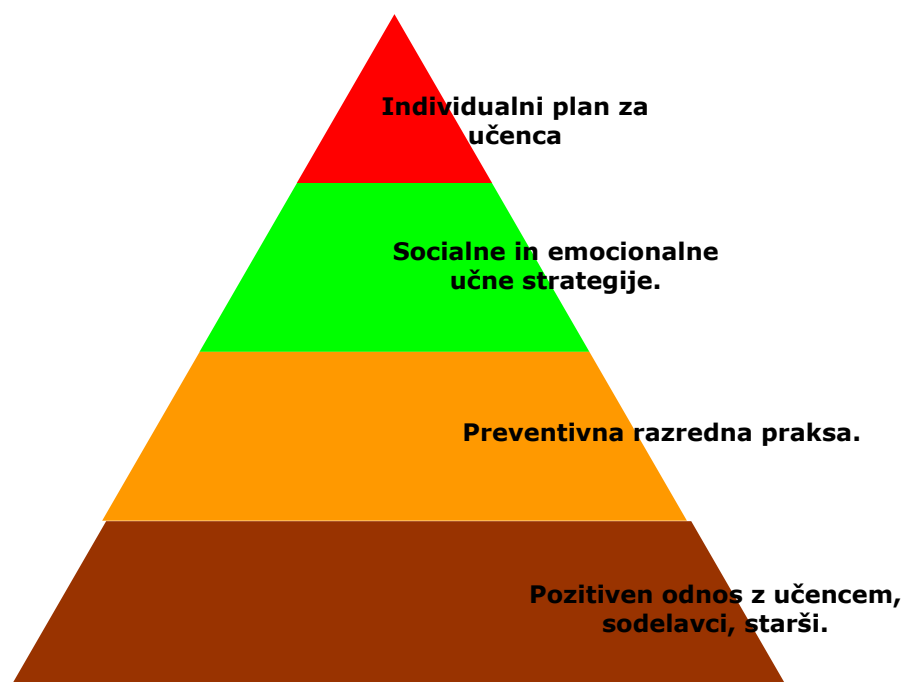 Individualni plan za
učenca
Socialne in emocionalne
učne strategije.
Preventivna razredna praksa.
Pozitiven odnos z učencem,
sodelavci, starši.